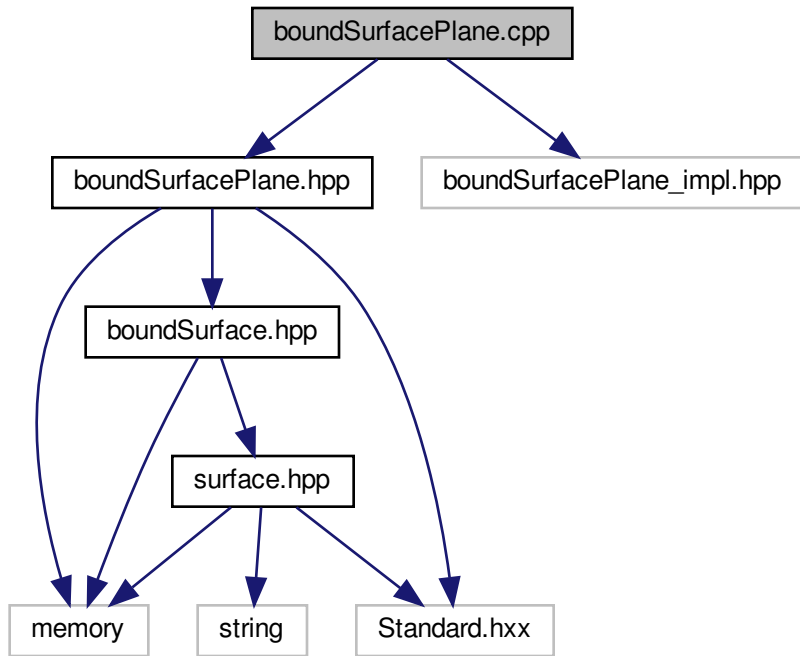 boundSurfacePlane.cpp
boundSurfacePlane.hpp
boundSurfacePlane_impl.hpp
boundSurface.hpp
surface.hpp
memory
string
Standard.hxx